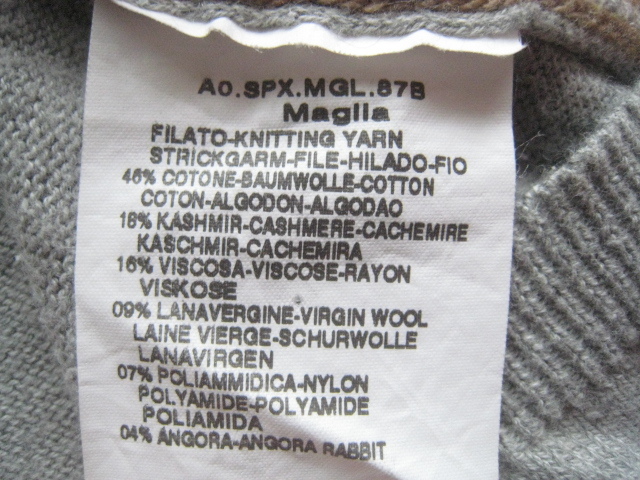 A0.SPX.MGL.87B
Maglia
FILATO-KNITTING YARN
STRICKGARM-FILE-HILADO-FIO
46% COTONE-BAUMWOLLE-COTTON
COTON-ALGODON-ALGODAO
18% KASHMIR-CASHMERE-CACHEMIRE
KASCHMIR-CACHEMIRA
16% VISCOSA-VISCOSE-RAYON
VISKOSE
09% LANAVERGINE-VIRGIN WOOL
LAINE VIERGE-SCHURWOLLE
LANAVIRGEN
07% POLIAMMIDICA-NYLON
POLYAMIDE-POLYAMIDE
POLIAMIDA
04% ANGORA-ANGORA RABBIT